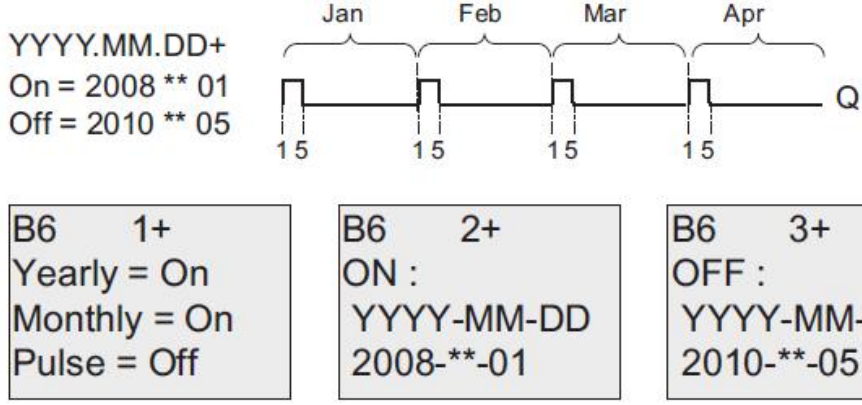 Jan Feb Mar Apr
YYYY.MM.DD+
On = 2008 ** 01
Off = 2010 ** 05
Q
1 5 1 5 1 5 1 5
B6 1+
Yearly = On
Monthly = On
Pulse = Off
B6 2+
ON :
YYYY-MM-DD
2008-**-01
B6 3+
OFF :
YYYY-MM-
2010-**-05